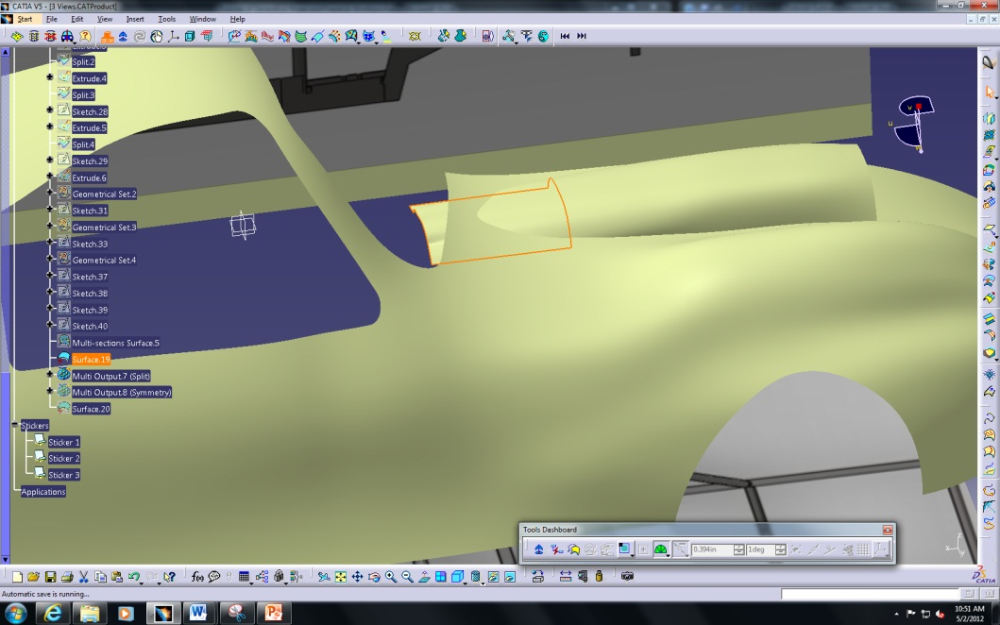 CATIA V5 - [3 Views.CATProduct]
Start File Edit View Insert Tools Window Help
Split.2
Extrude.4
Split.3
Sketch.28
Extrude.5
Split.4
Sketch.29
Extrude.6
Geometrical Set.2
Sketch.31
Geometrical Set.3
Sketch.33
Geometrical Set.4
Sketch.37
Sketch.38
Sketch.39
Sketch.40
Multi-sections Surface.5
Surface.19
Multi Output.7 (Split)
Multi Output.8 (Symmetry)
Surface.20
Stickers
Sticker 1
Sticker 2
Sticker 3
Applications
Tools Dashboard
0.394in 1deg
f(x)
CATIA
Automatic save is running...
10:51 AM
5/2/2012